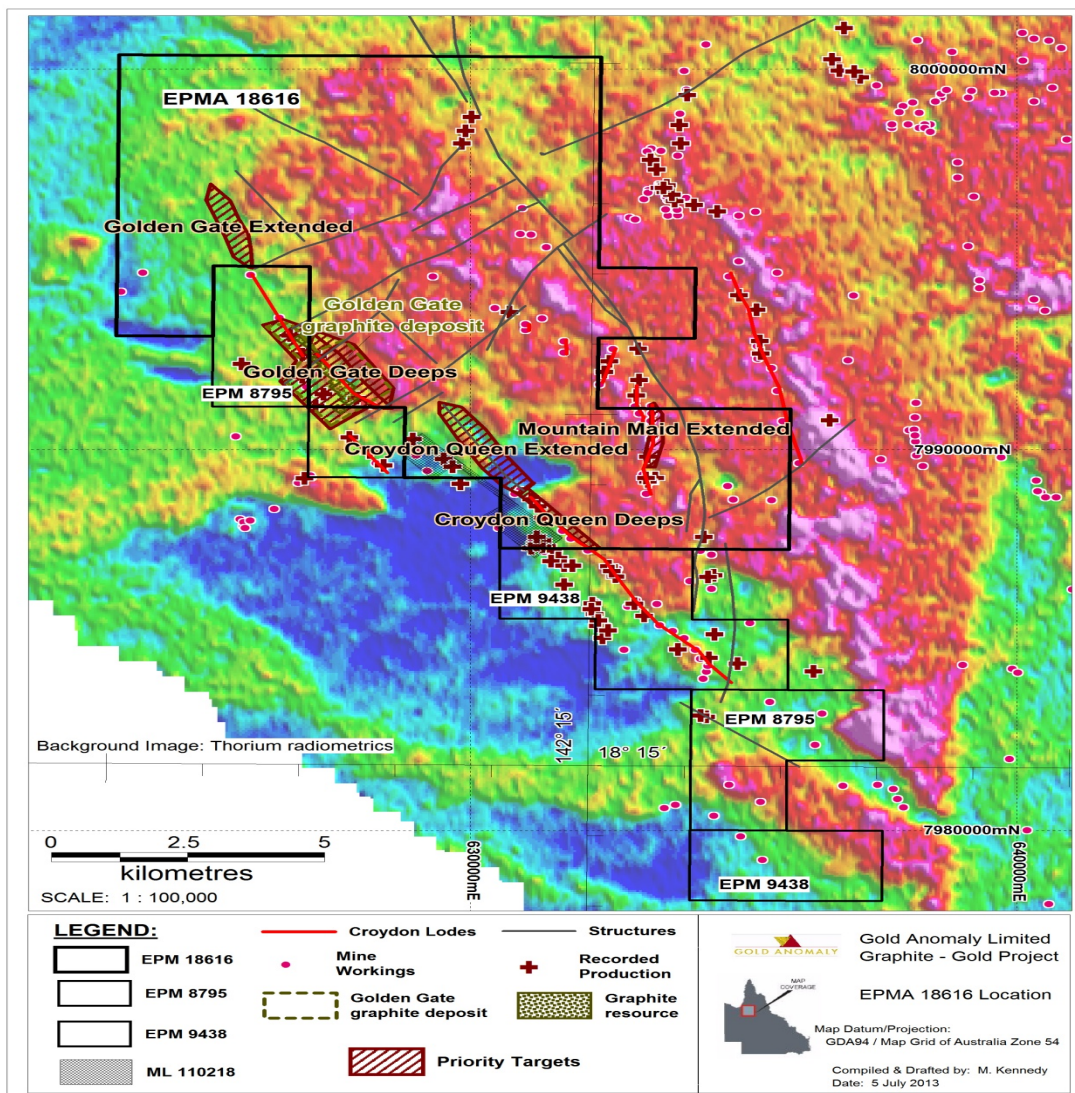 8000000mN
EPMA 18616
Golden Gate Extended
Golden Gate
graphite deposit
Golden Gate Deeps
EPM 8795
Mountain Maid Extended
Croydon Queen Extended
7990000mN
Croydon Queen Deeps
EPM 9438
EPM 8795
142° 15´
18° 15´
Background Image: Thorium radiometrics
7980000mN
0 2.5 5
kilometres
SCALE: 1 : 100,000
630000mE
640000mE
EPM 9438
LEGEND:
EPM 18616
EPM 8795
EPM 9438
ML 110218
Croydon Lodes
Structures
Mine
Workings
Recorded
Production
Golden Gate
graphite deposit
Graphite
resource
Priority Targets
GOLD ANOMALY
Gold Anomaly Limited
Graphite - Gold Project
MAP
COVERAGE
EPMA 18616 Location
Map Datum/Projection:
GDA94 / Map Grid of Australia Zone 54
Compiled & Drafted by: M. Kennedy
Date: 5 July 2013